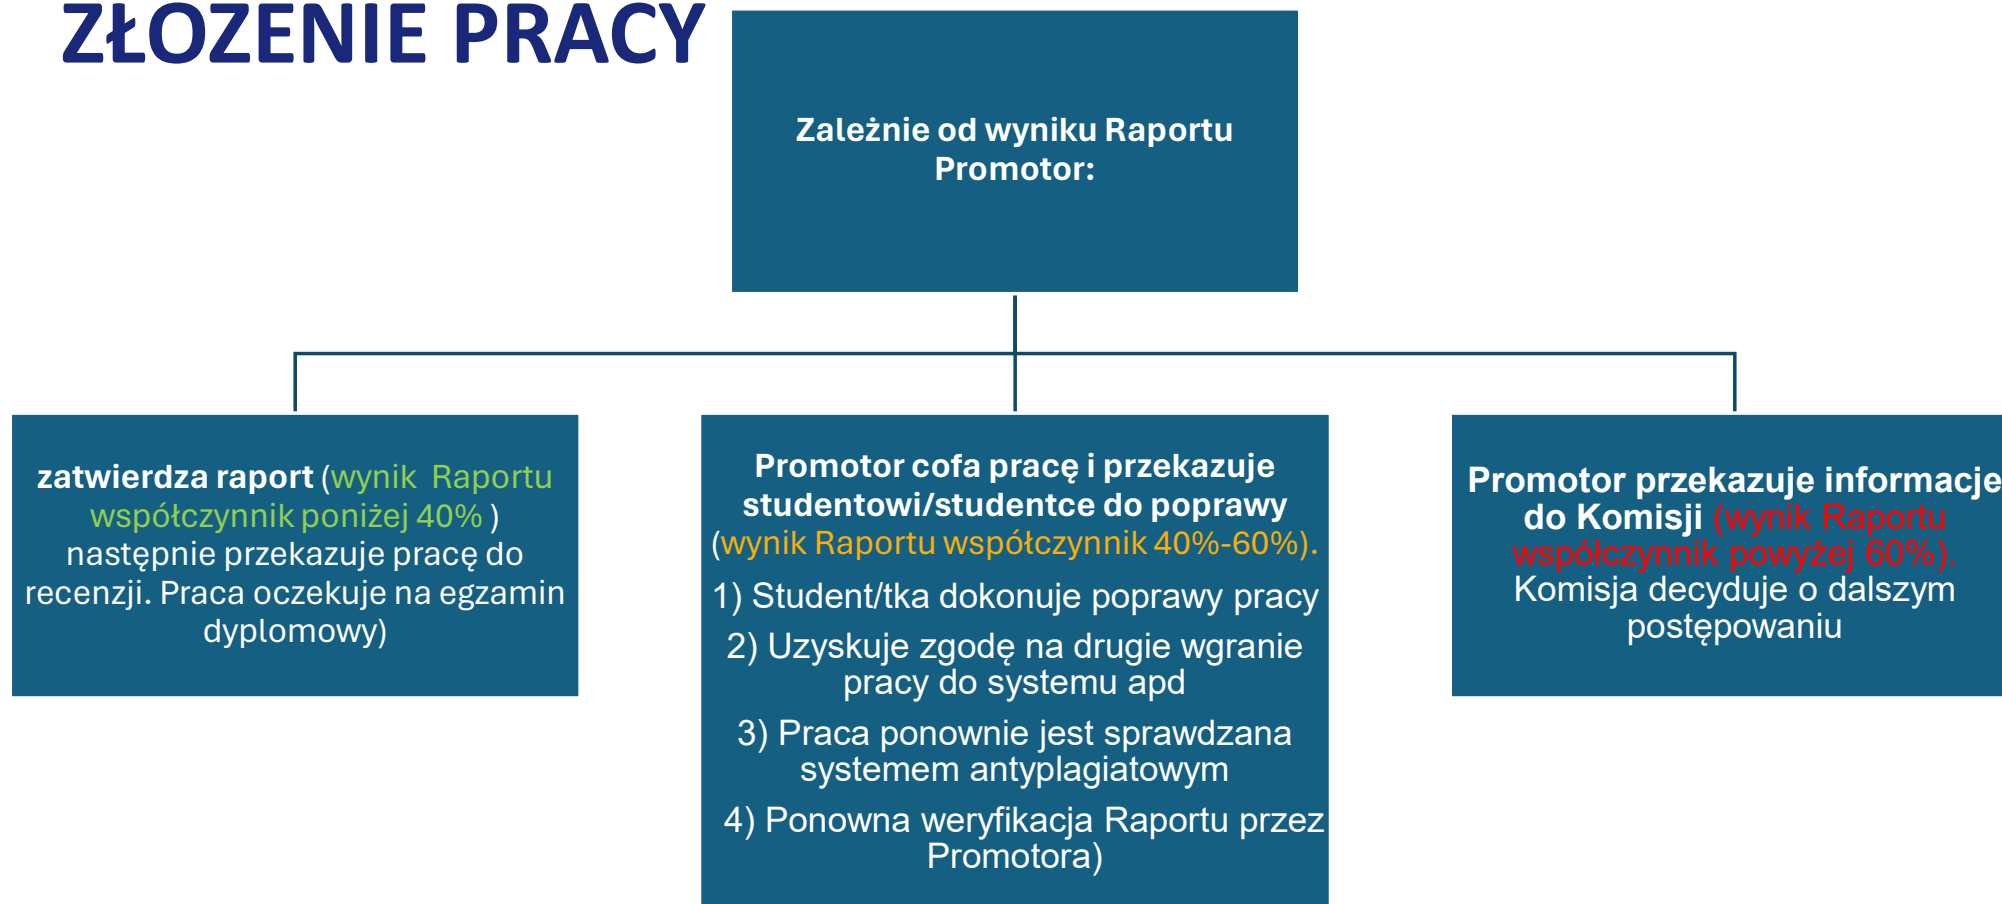 ZŁOŻENIE PRACY
Zależnie od wyniku Raportu
Promotor:
zatwierdza raport (wynik Raportu
współczynnik poniżej 40% )
następnie przekazuje pracę do
recenzji. Praca oczekuje na egzamin
dyplomowy)
Promotor cofa pracę i przekazuje
studentowi/studentce do poprawy
(wynik Raportu współczynnik 40%-60%).
1) Student/tka dokonuje poprawy pracy
2) Uzyskuje zgodę na drugie wgranie
pracy do systemu apd
3) Praca ponownie jest sprawdzana
systemem antyplagiatowym
4) Ponowna weryfikacja Raportu przez
Promotora)
Promotor przekazuje informacje
do Komisji (wynik Raportu
współczynnik powyżej 60%).
Komisja decyduje o dalszym
postępowaniu